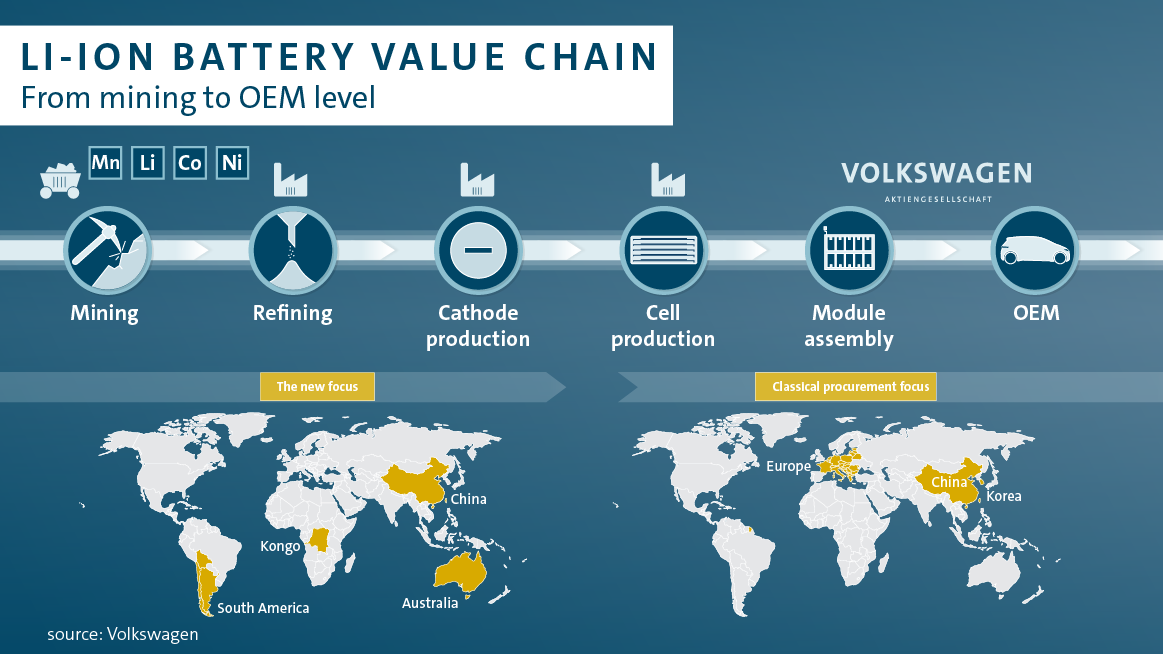 LI-ION BATTERY VALUE CHAIN
From mining to OEM level
Mn Li Co Ni
VOLKSWAGEN
AKTIENGESELLSCHAFT
Mining
Refining
Cathode
production
Cell
production
Module
assembly
OEM
The new focus
Classical procurement focus
China
Kongo
South America
Australia
Europe
China
Korea
source: Volkswagen